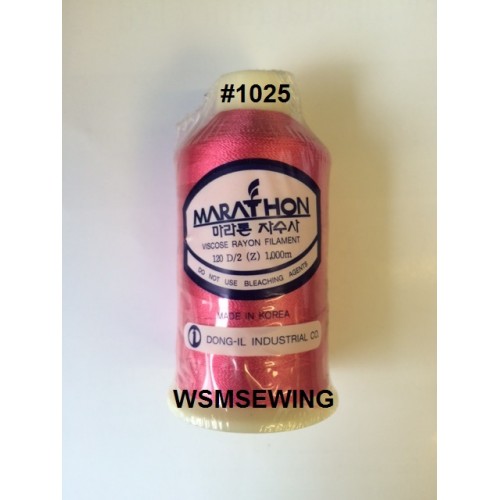 #1025
MARATHON
마라톤 자수사
VISCOSE RAYON FILAMENT
120 D/2 (Z) 1,000m
DO NOT USE BLEACHING AGENTS
MADE IN KOREA
DONG-IL INDUSTRIAL CO.
WSMSEWING